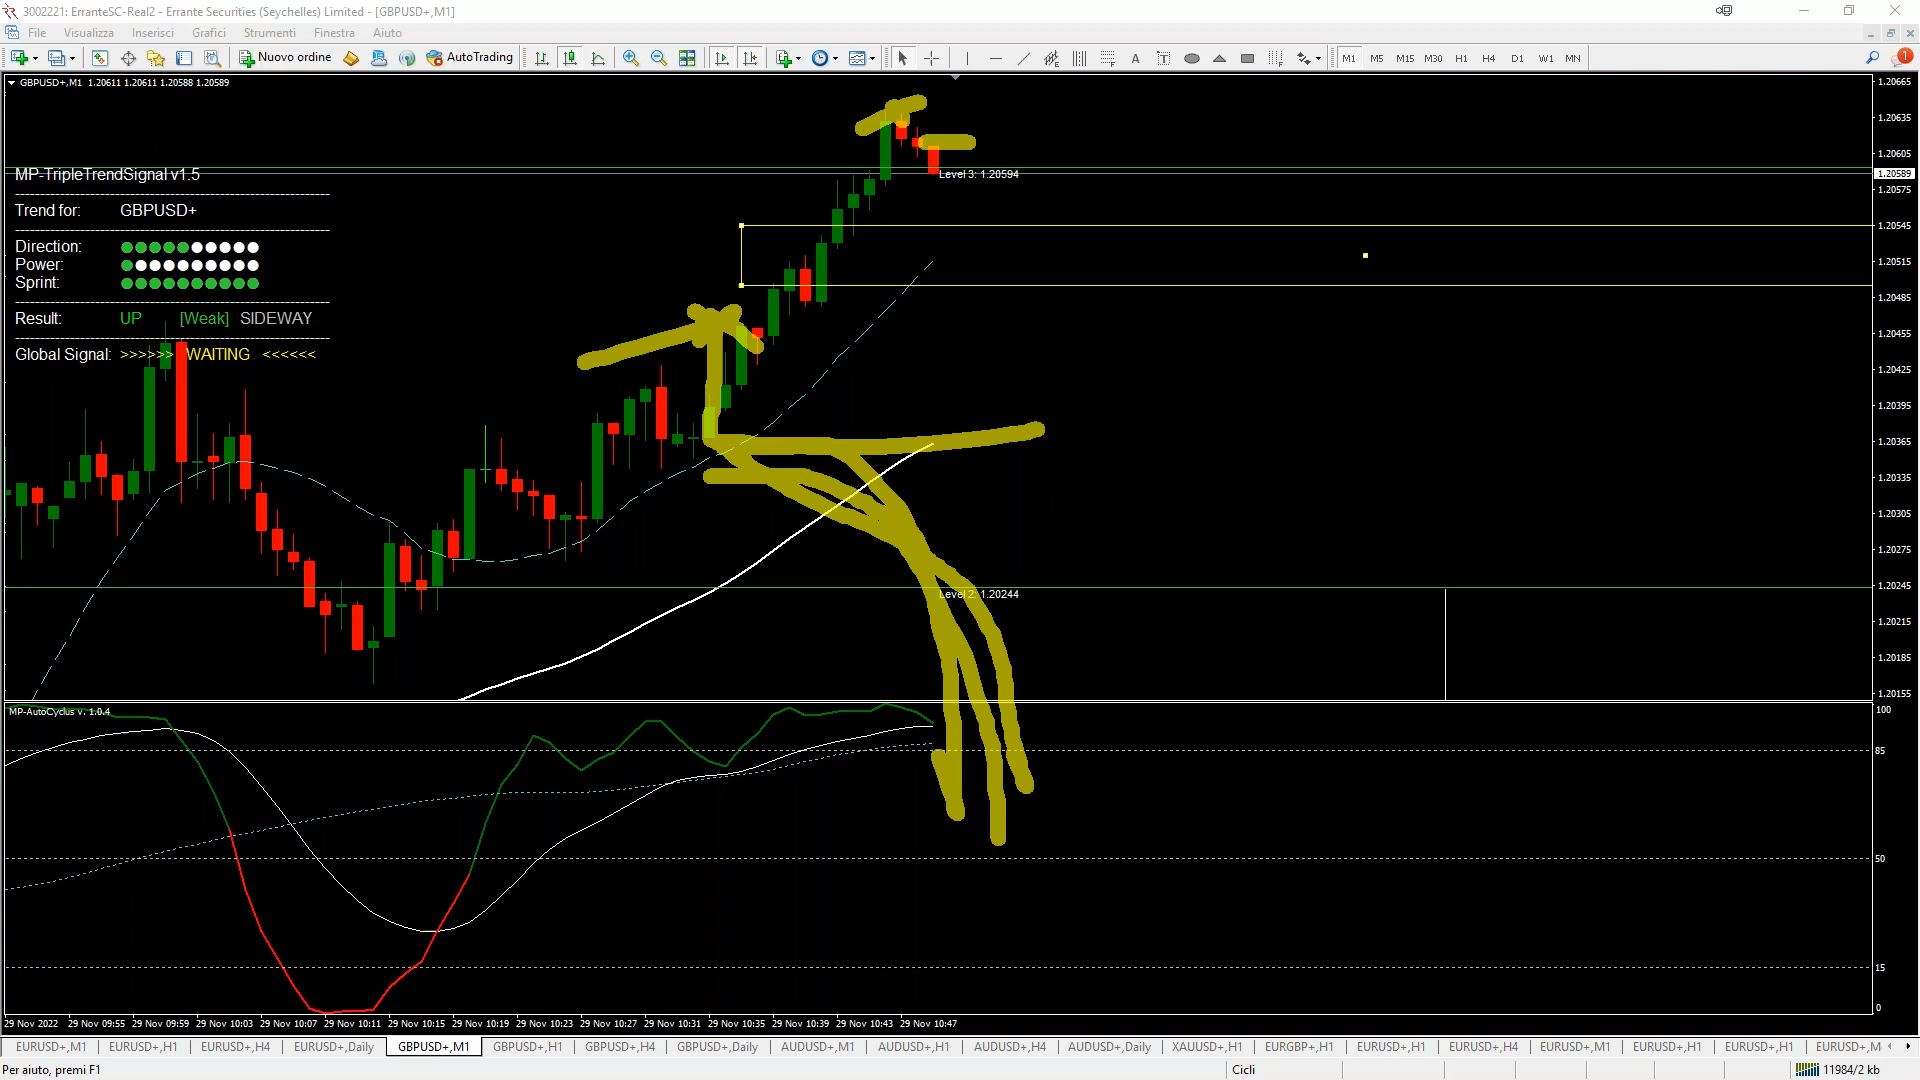 3002221: ErranteSC-Real2 - Errante Securities (Seychelles) Limited - [GBPUSD+,M1]
File Visualizza Inserisci Grafici Strumenti Finestra Aiuto
Nuovo ordine AutoTrading A T M1 M5 M15 M30 H1 H4 D1 W1 MN 1
GBPUSD+,M1 1.20611 1.20611 1.20588 1.20589
MP-TripleTrendSignal v1.5
Trend for: GBPUSD+
Direction:
Power:
Sprint:
Result: UP [Weak] SIDEWAY
Global Signal: >>>>>> WAITING <<<<<<
Level 3: 1.20594
Level 2: 1.20244
1.20665
1.20635
1.20605
1.20589
1.20575
1.20545
1.20515
1.20485
1.20455
1.20425
1.20395
1.20365
1.20335
1.20305
1.20275
1.20245
1.20215
1.20185
1.20155
MP-AutoCyclus v. 1.0.4
100
85
50
15
0
29 Nov 2022 29 Nov 09:55 29 Nov 09:59 29 Nov 10:03 29 Nov 10:07 29 Nov 10:11 29 Nov 10:15 29 Nov 10:19 29 Nov 10:23 29 Nov 10:27 29 Nov 10:31 29 Nov 10:35 29 Nov 10:39 29 Nov 10:43 29 Nov 10:47
EURUSD+,M1 EURUSD+,H1 EURUSD+,H4 EURUSD+,Daily GBPUSD+,M1 GBPUSD+,H1 GBPUSD+,H4 GBPUSD+,Daily AUDUSD+,M1 AUDUSD+,H1 AUDUSD+,H4 AUDUSD+,Daily XAUUSD+,H1 EURGBP+,H1 EURUSD+,H1 EURUSD+,H4 EURUSD+,M1 EURUSD+,H1 EURUSD+,H1 EURUSD+,M
Per aiuto, premi F1 Cicli 11984/2 kb